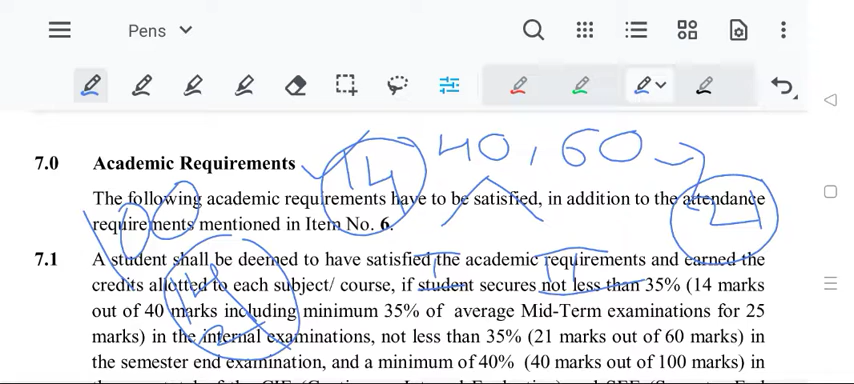 Pens
40, 60
14
7.0 Academic Requirements
The following academic requirements have to be satisfied, in addition to the attendance
requirements mentioned in Item No. 6.
21
100
7.1 A student shall be deemed to have satisfied the academic requirements and earned the
I II
credits allotted to each subject/ course, if student secures not less than 35% (14 marks
14
out of 40 marks including minimum 35% of average Mid-Term examinations for 25
marks) in the internal examinations, not less than 35% (21 marks out of 60 marks) in
the semester end examination, and a minimum of 40% (40 marks out of 100 marks) in